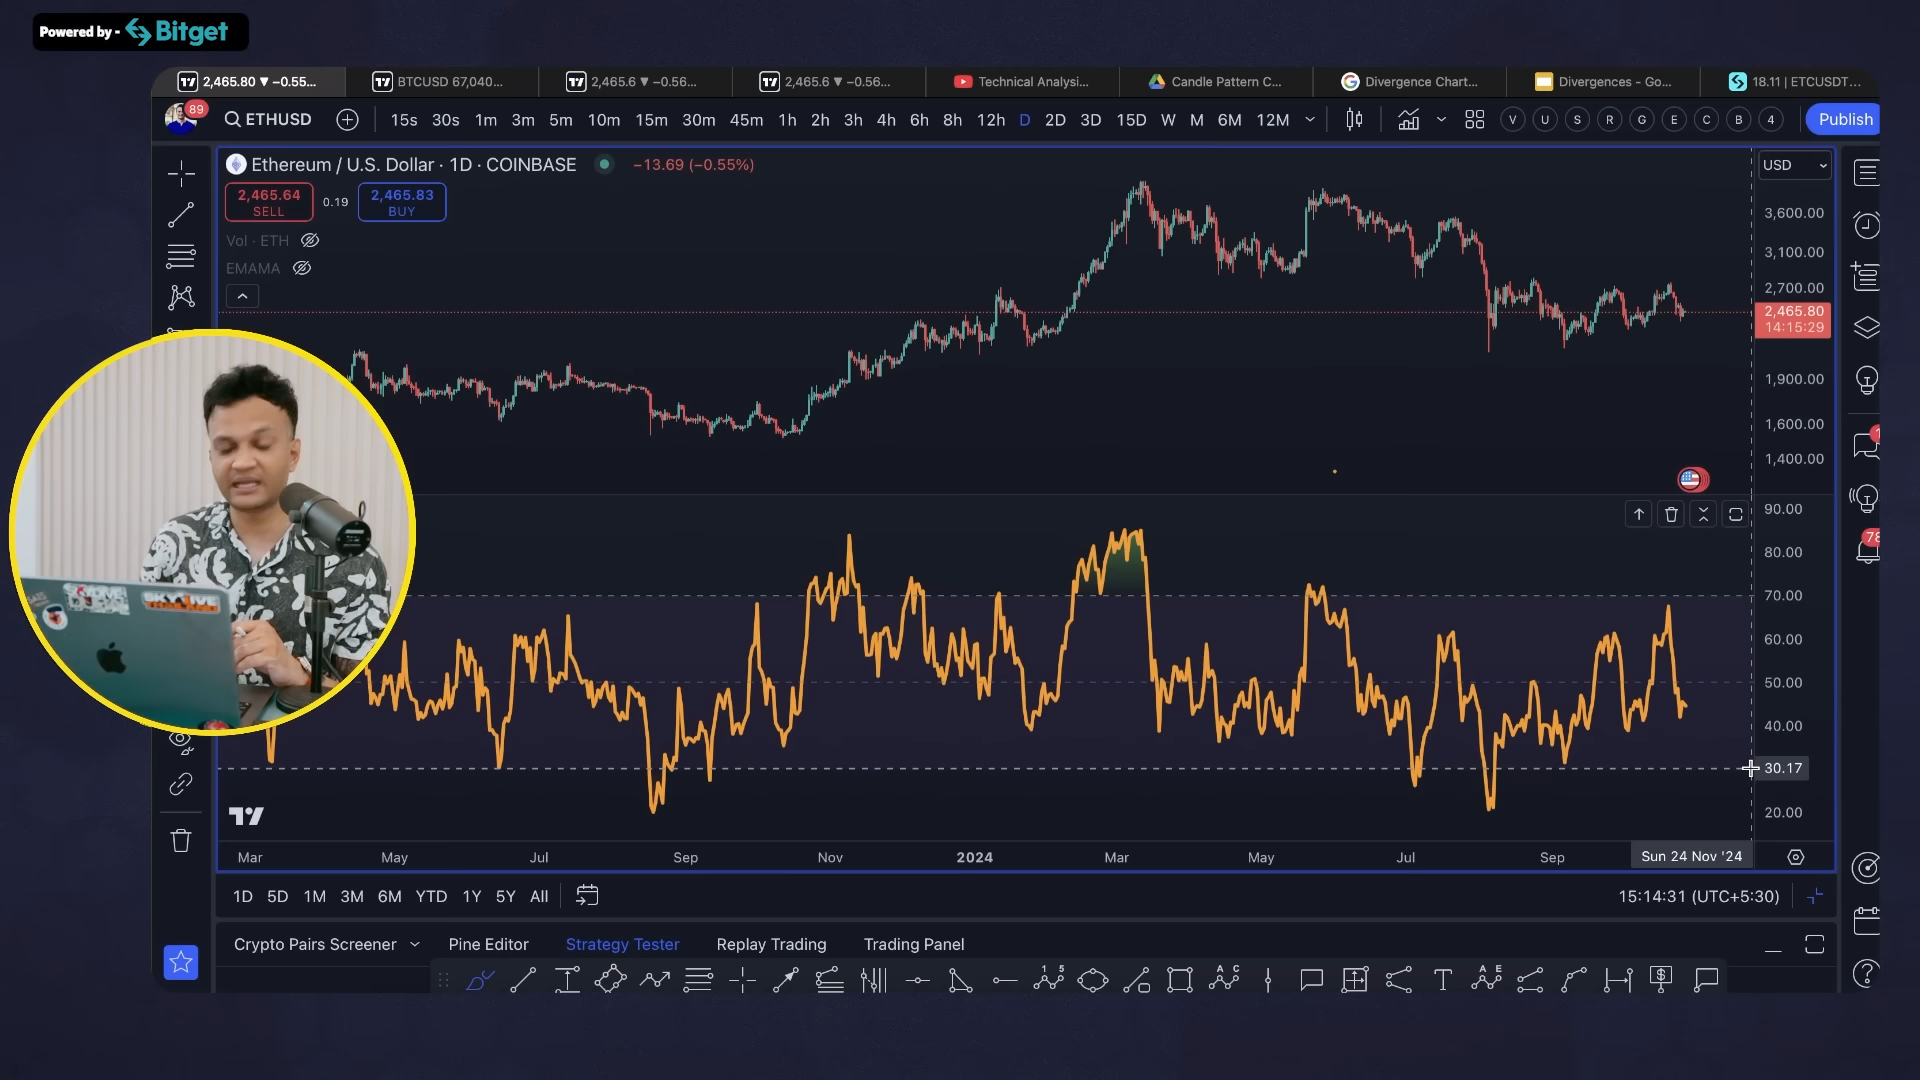 Powered by - Bitget
2,465.80 ▼ −0.55...
BTCUSD 67,040...
2,465.6 ▼ −0.56...
2,465.6 ▼ −0.56...
Technical Analysi...
Candle Pattern C...
Divergence Chart...
Divergences - Go...
18.11 | ETCUSDT...
89
ETHUSD
15s 30s 1m 3m 5m 10m 15m 30m 45m 1h 2h 3h 4h 6h 8h 12h D 2D 3D 15D W M 6M 12M
V U S R G E C B 4
Publish
Ethereum / U.S. Dollar · 1D · COINBASE
−13.69 (−0.55%)
USD
2,465.64
SELL
0.19
2,465.83
BUY
Vol · ETH
EMAMA
3,600.00
3,100.00
2,700.00
2,465.80
14:15:29
1,900.00
1,600.00
1,400.00
90.00
80.00
70.00
60.00
50.00
40.00
30.17
20.00
78
Mar May Jul Sep Nov 2024 Mar May Jul Sep Sun 24 Nov '24
1D 5D 1M 3M 6M YTD 1Y 5Y All
15:14:31 (UTC+5:30)
Crypto Pairs Screener Pine Editor Strategy Tester Replay Trading Trading Panel